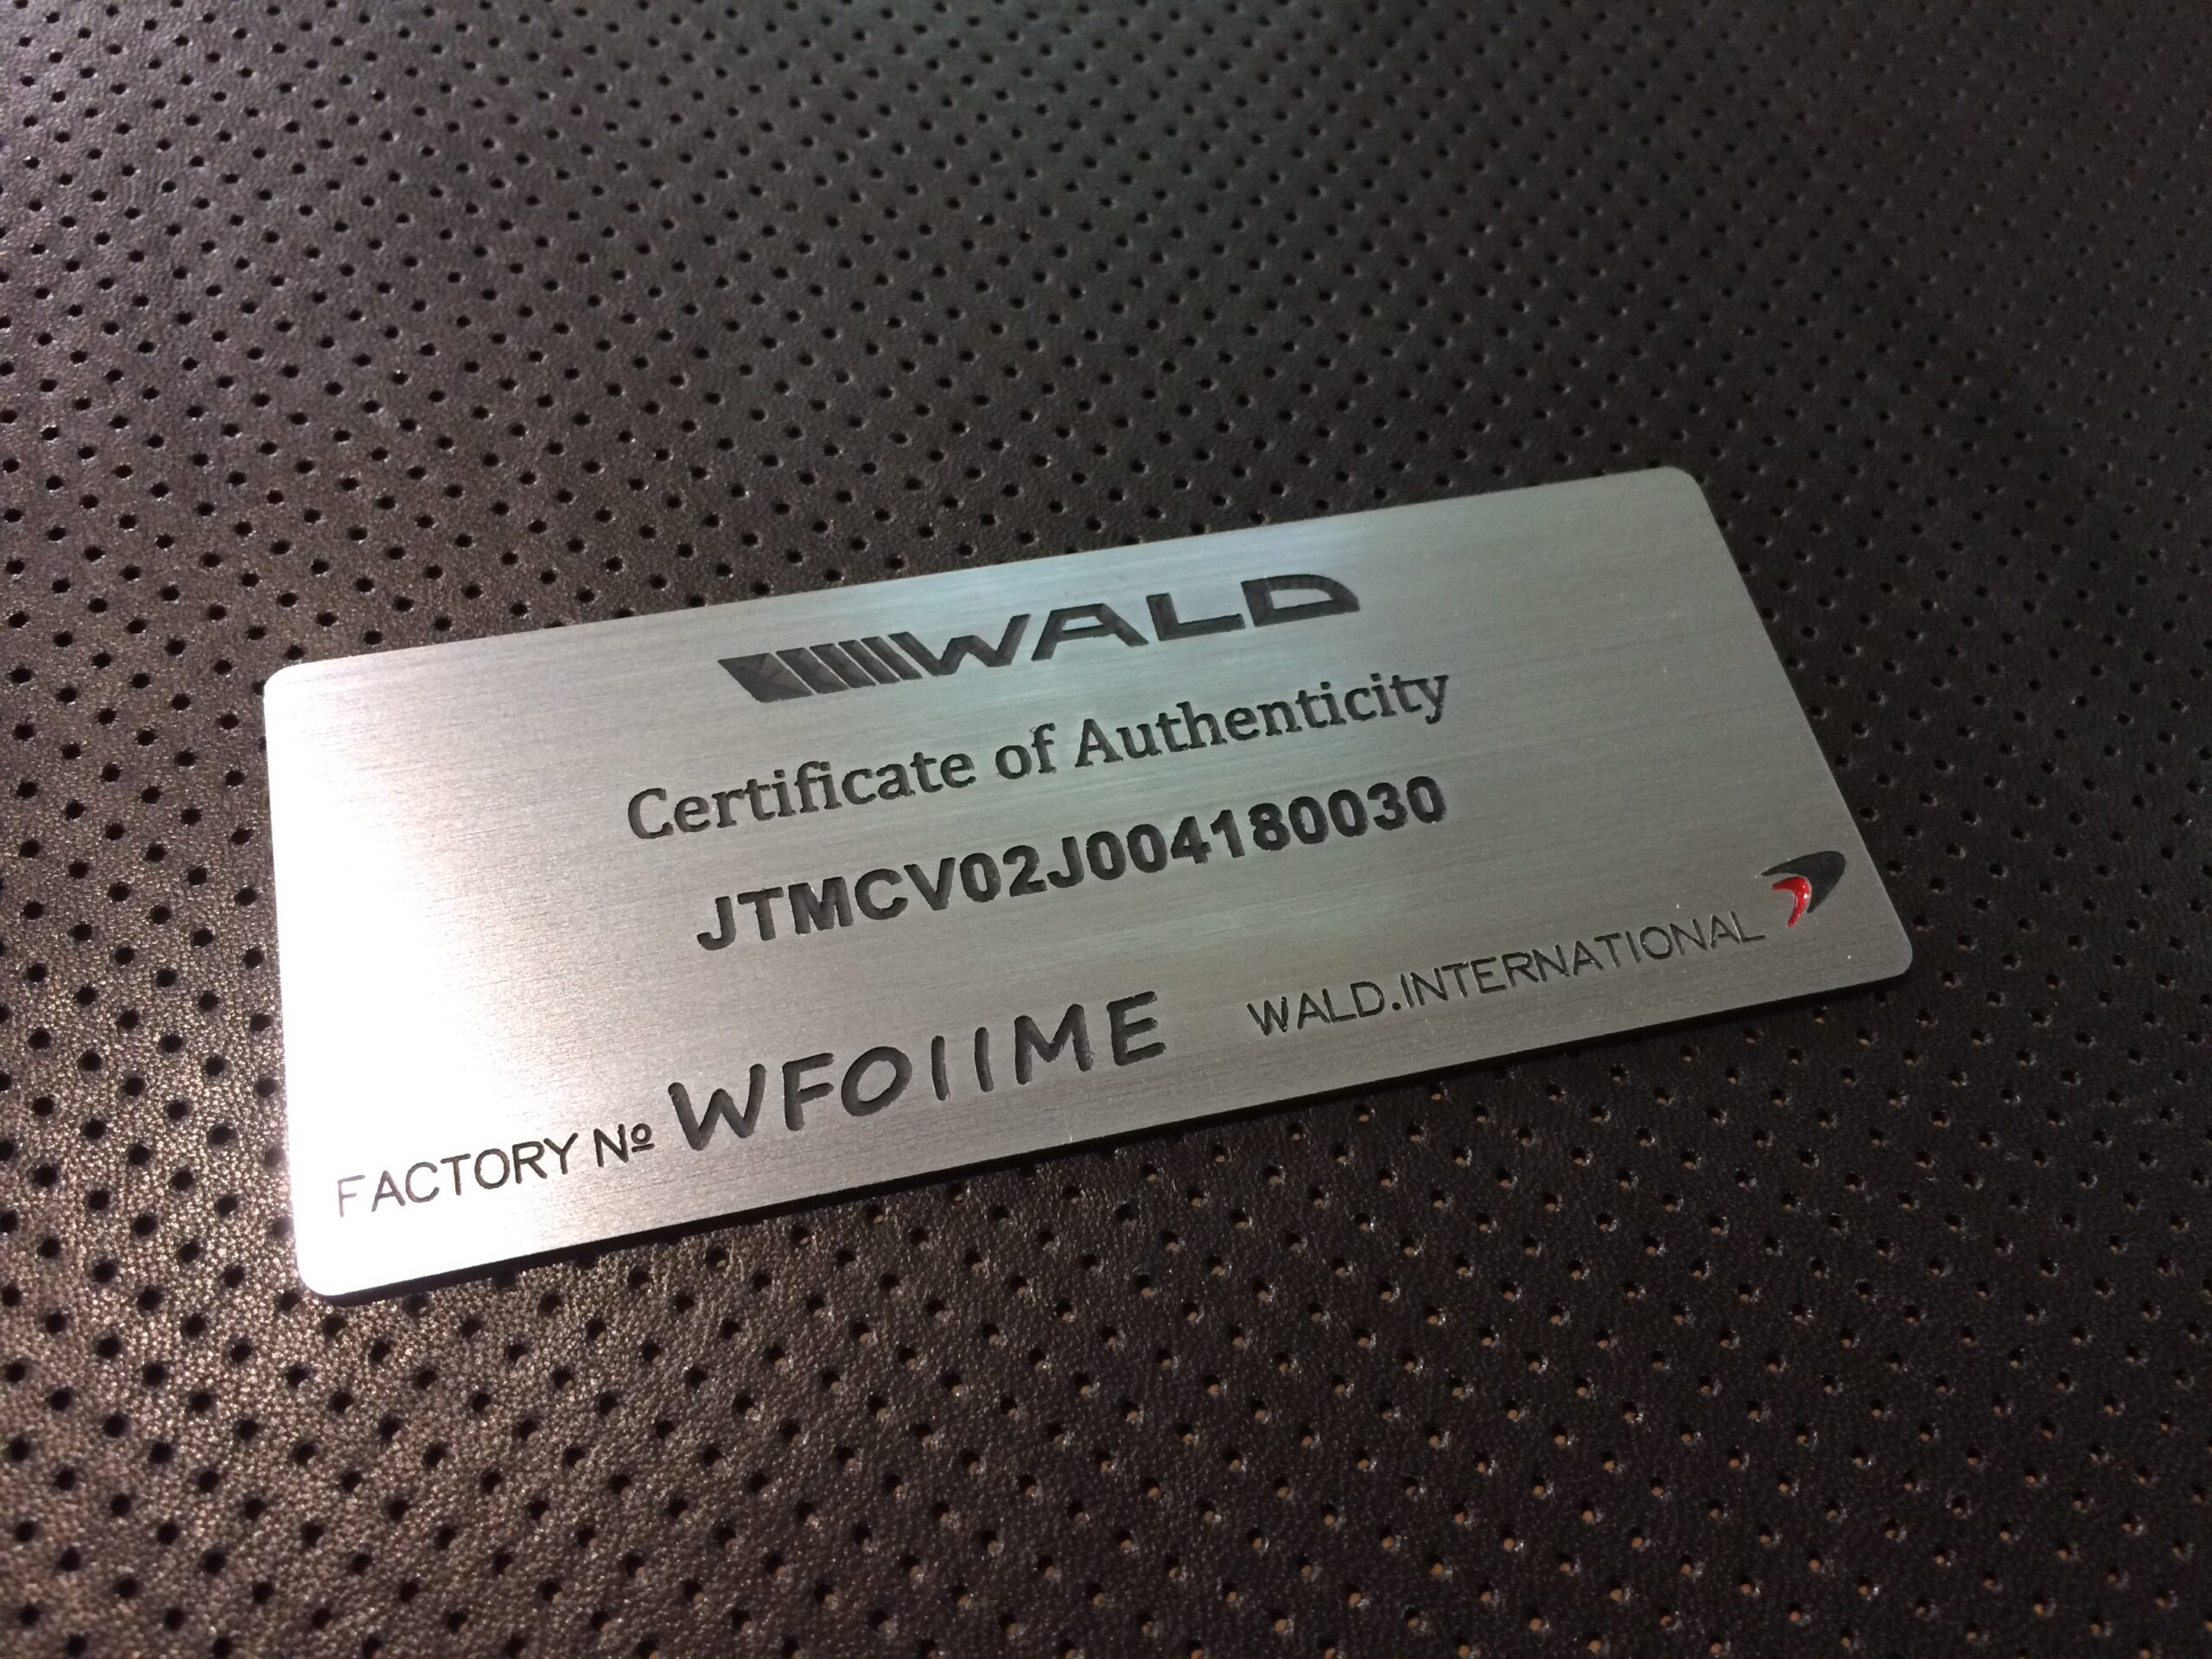 WALD
Certificate of Authenticity
JTMCV02J004180030
FACTORY Nº WF011ME WALD.INTERNATIONAL